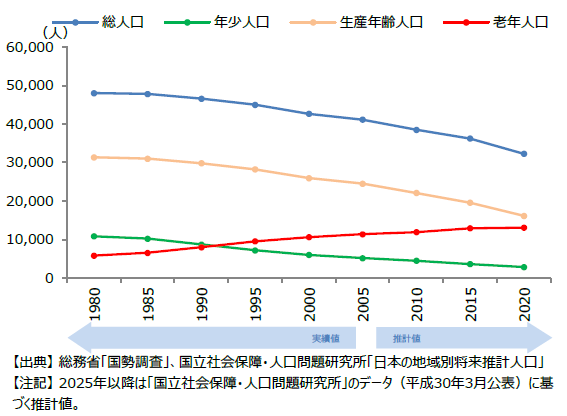 総人口 年少人口 生産年齢人口 老年人口
（人）
60,000
50,000
40,000
30,000
20,000
10,000
0
1980 1985 1990 1995 2000 2005 2010 2015 2020
実績値 推計値
【出典】総務省「国勢調査」、国立社会保障・人口問題研究所「日本の地域別将来推計人口」
【注記】2025年以降は「国立社会保障・人口問題研究所」のデータ（平成30年3月公表）に基
づく推計値。